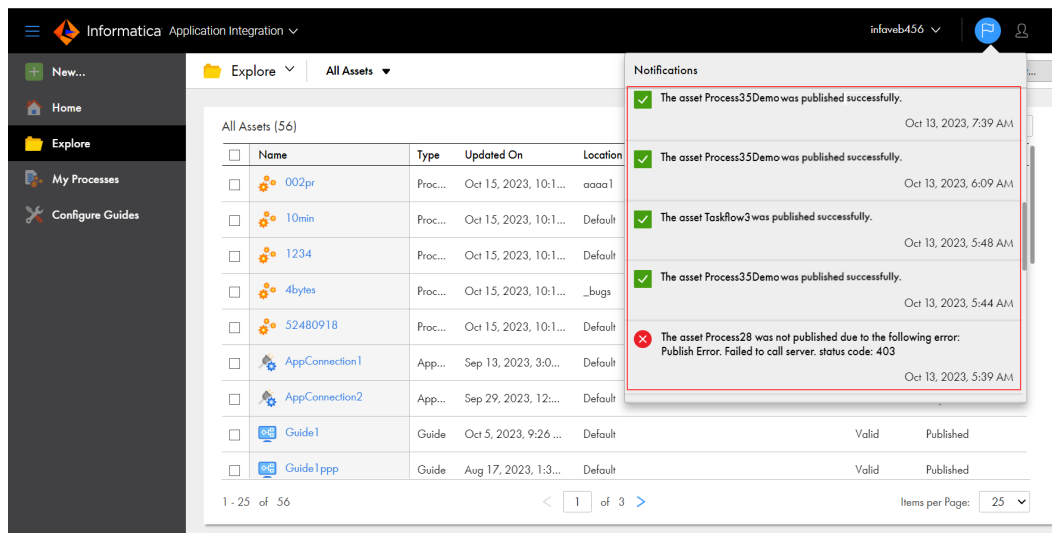 Informatica Application Integration
infaveb456
New...
Home
Explore
My Processes
Configure Guides
Explore
All Assets
...
Notifications
The asset Process35Demo was published successfully.
Oct 13, 2023, 7:39 AM
The asset Process35Demo was published successfully.
Oct 13, 2023, 6:09 AM
The asset Taskflow3 was published successfully.
Oct 13, 2023, 5:48 AM
The asset Process35Demo was published successfully.
Oct 13, 2023, 5:44 AM
The asset Process28 was not published due to the following error:
Publish Error. Failed to call server. status code: 403
Oct 13, 2023, 5:39 AM
All Assets (56)
Name Type Updated On Location
002pr Proc... Oct 15, 2023, 10:1... aaaa1
10min Proc... Oct 15, 2023, 10:1... Default
1234 Proc... Oct 15, 2023, 10:1... Default
4bytes Proc... Oct 15, 2023, 10:1... _bugs
52480918 Proc... Oct 15, 2023, 10:1... Default
AppConnection1 App... Sep 13, 2023, 3:0... Default
AppConnection2 App... Sep 29, 2023, 12:... Default
Guide1 Guide Oct 5, 2023, 9:26 ... Default Valid Published
Guide1ppp Guide Aug 17, 2023, 1:3... Default Valid Published
1 - 25 of 56
1 of 3
Items per Page: 25